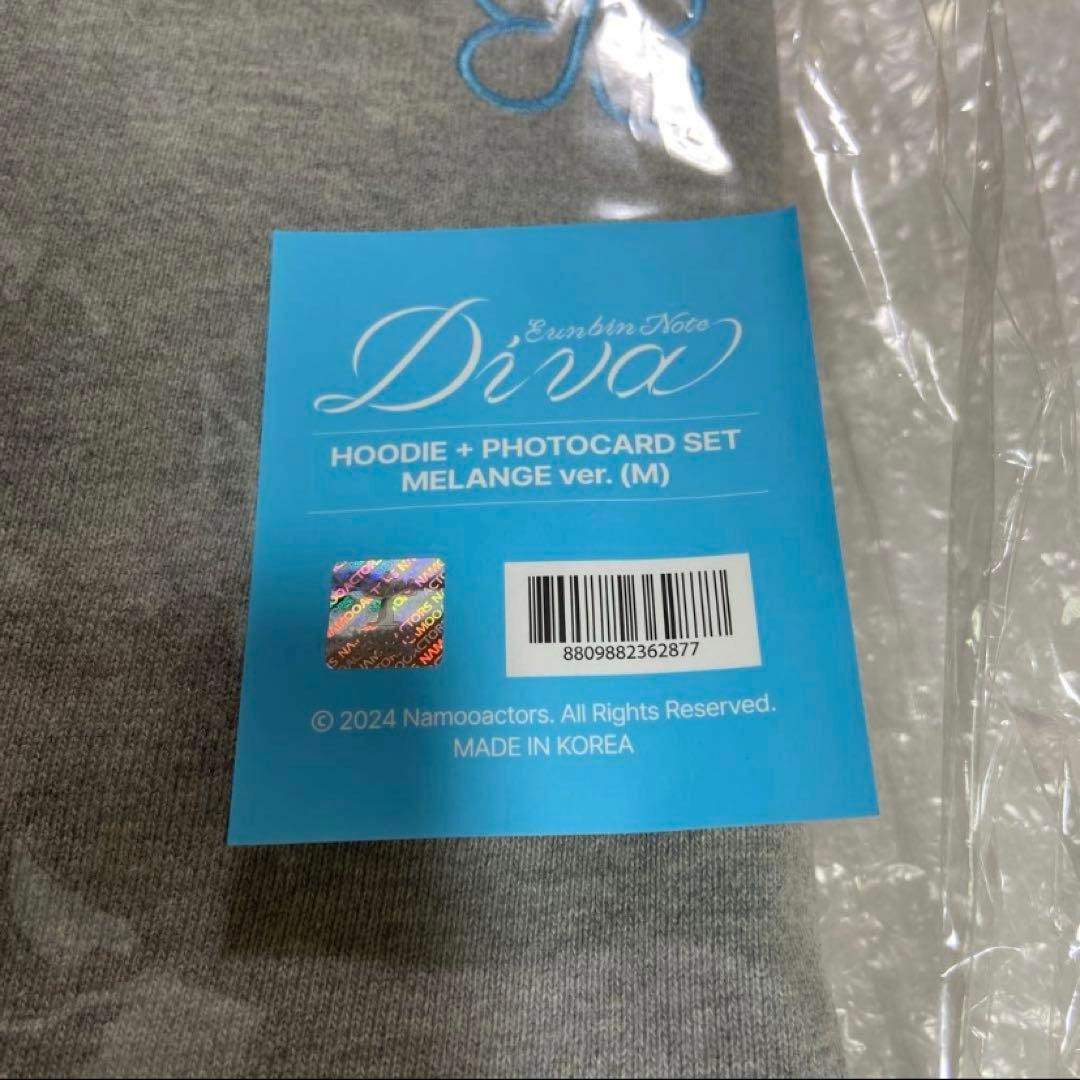 Eunbin Note
Diva
HOODIE + PHOTOCARD SET
MELANGE ver. (M)
8809882362877
© 2024 Namooactors. All Rights Reserved.
MADE IN KOREA